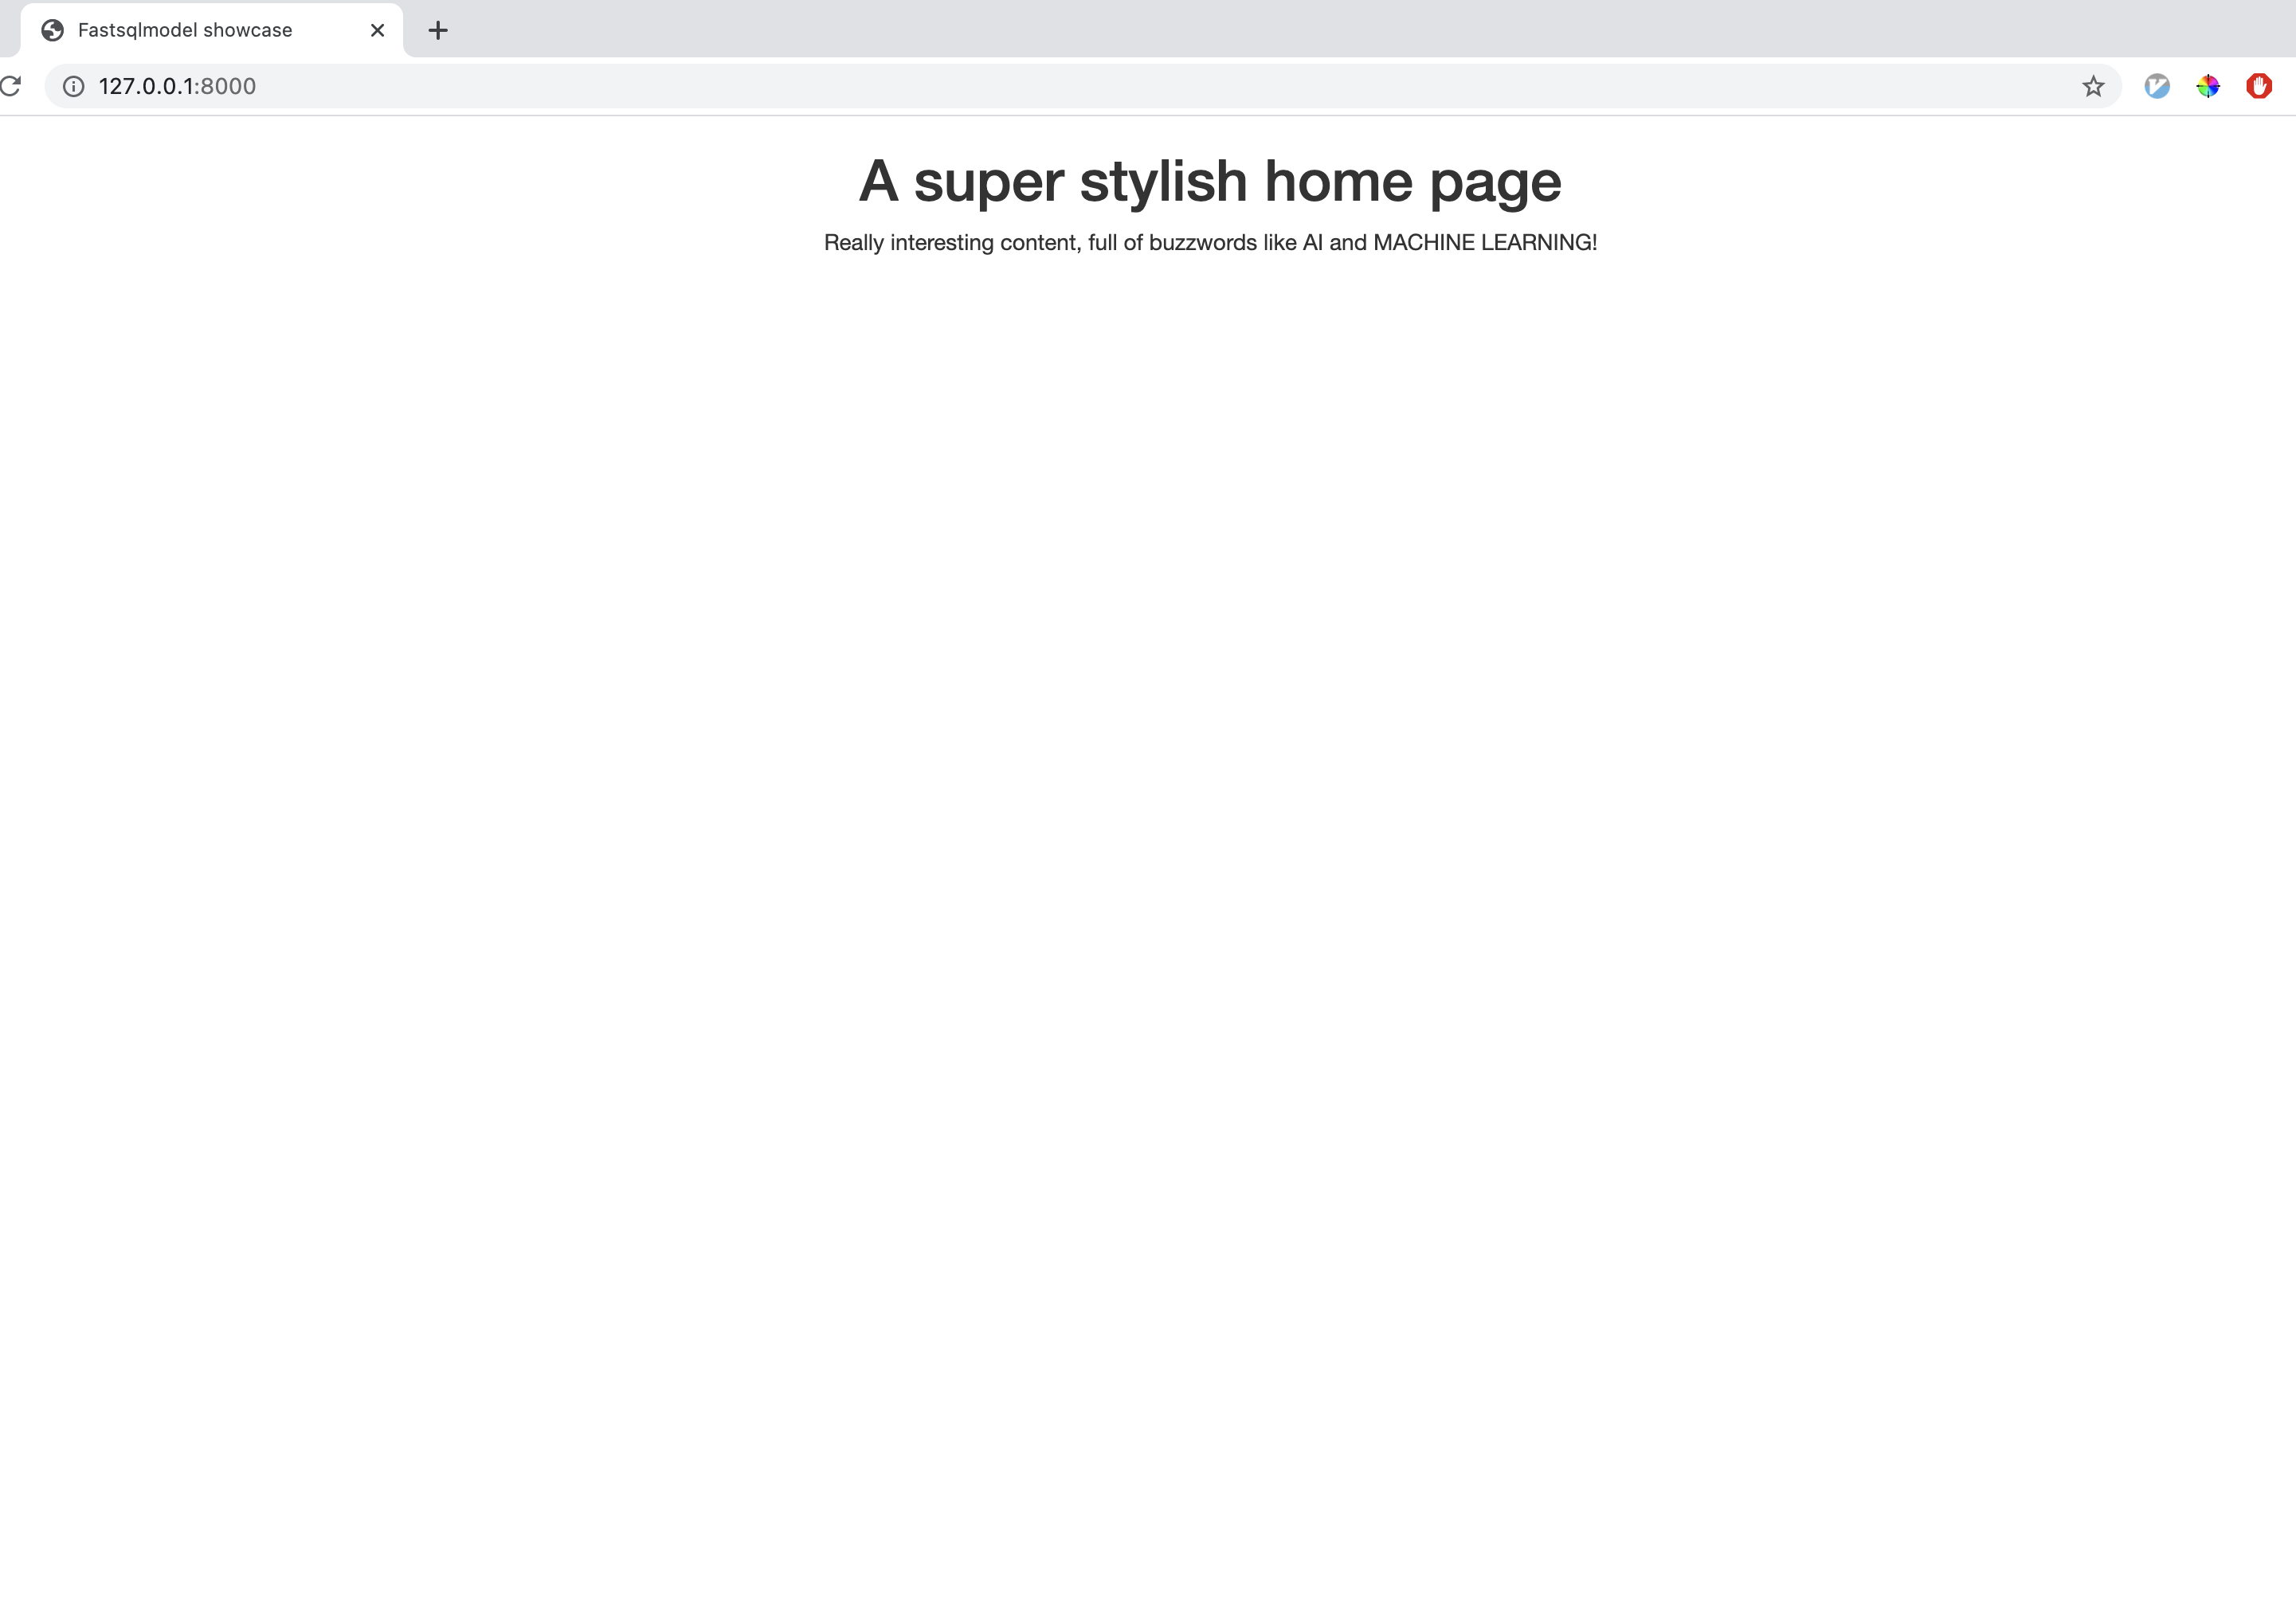 Fastsqlmodel showcase
127.0.0.1:8000
A super stylish home page
Really interesting content, full of buzzwords like AI and MACHINE LEARNING!